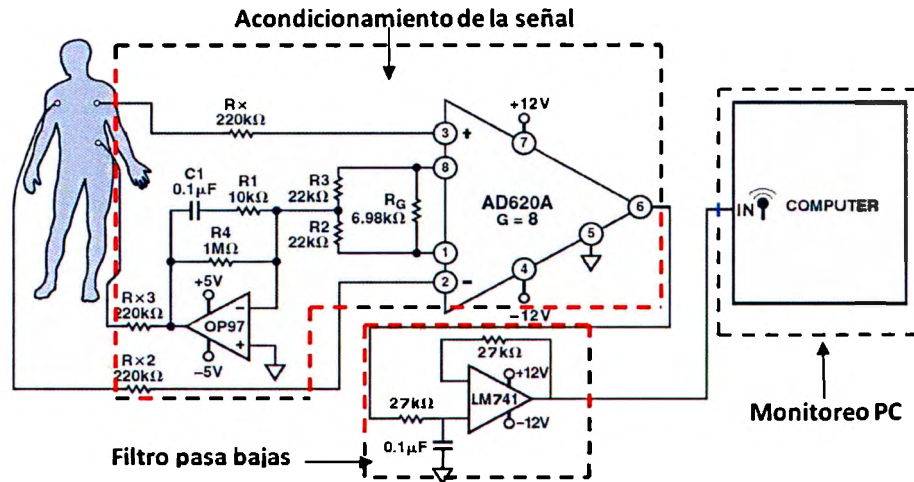 Acondicionamiento de la señal
R×
220kΩ
+12V
3
+
7
8
C1
0.1μF
R1
10kΩ
R3
22kΩ
RG
6.98kΩ
AD620A
G = 8
6
IN
COMPUTER
R4
1MΩ
R2
22kΩ
5
1
2
–
4
–12V
+5V
R×3
220kΩ
OP97
–
+
–5V
R×2
220kΩ
27kΩ
+12V
LM741
27kΩ
–12V
0.1μF
Monitoreo PC
Filtro pasa bajas